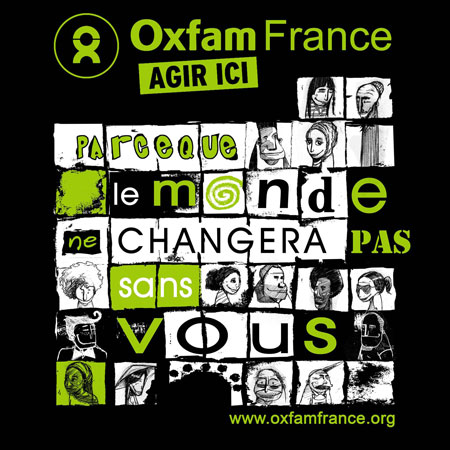 Oxfam France
AGIR ICI
PARCEQUE
le monde
ne CHANGERA PAS
sans
vous
www.oxfamfrance.org